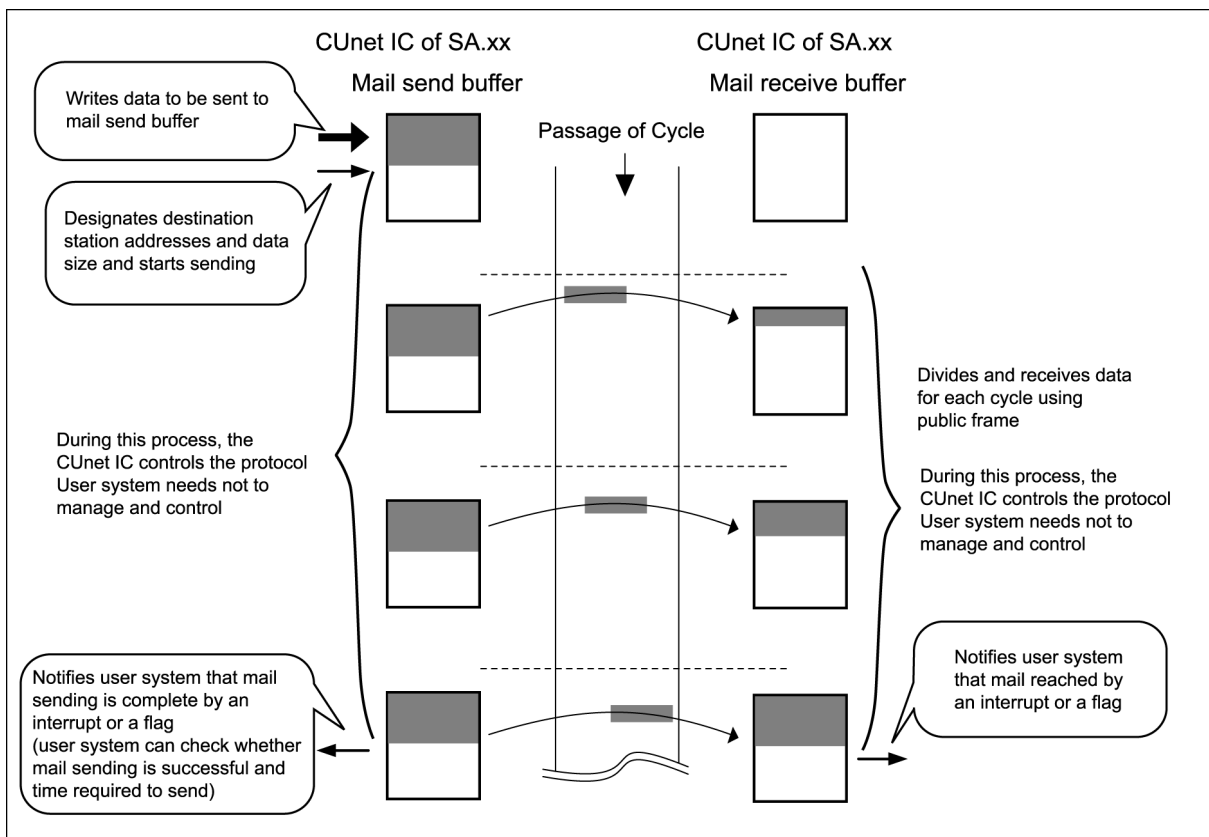 CUnet IC of SA.xx
Mail send buffer
CUnet IC of SA.xx
Mail receive buffer
Writes data to be sent to
mail send buffer
Passage of Cycle
Designates destination
station addresses and data
size and starts sending
Divides and receives data
for each cycle using
public frame
During this process, the
CUnet IC controls the protocol
User system needs not to
manage and control
During this process, the
CUnet IC controls the protocol
User system needs not to
manage and control
Notifies user system that mail
sending is complete by an
interrupt or a flag
(user system can check whether
mail sending is successful and
time required to send)
Notifies user system
that mail reached by
an interrupt or a flag